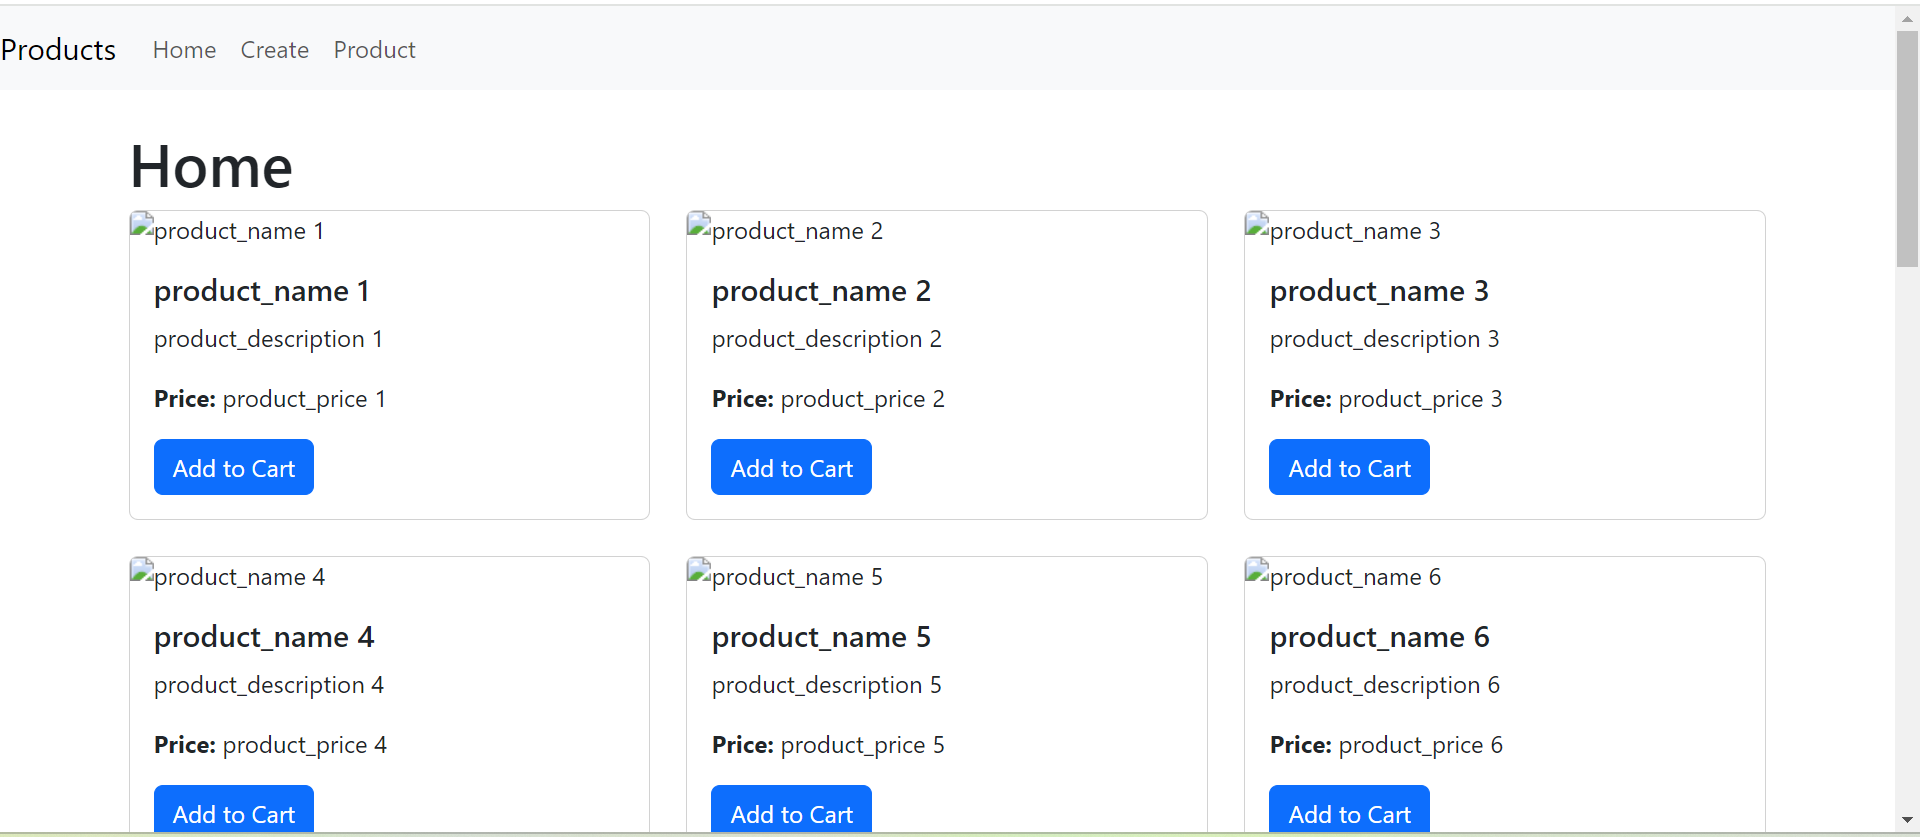 Products Home Create Product
Home
product_name 1 product_name 2 product_name 3
product_name 1 product_name 2 product_name 3
product_description 1 product_description 2 product_description 3
Price: product_price 1 Price: product_price 2 Price: product_price 3
Add to Cart Add to Cart Add to Cart
product_name 4 product_name 5 product_name 6
product_name 4 product_name 5 product_name 6
product_description 4 product_description 5 product_description 6
Price: product_price 4 Price: product_price 5 Price: product_price 6
Add to Cart Add to Cart Add to Cart